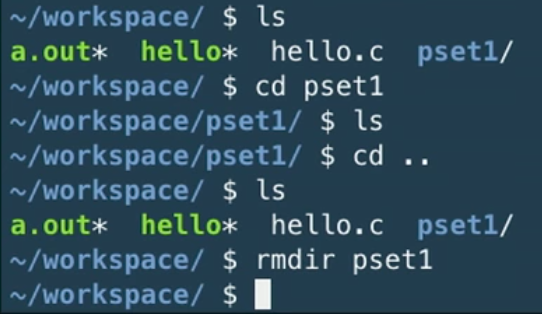 ~/workspace/ $ ls
a.out*  hello*  hello.c  pset1/
~/workspace/ $ cd pset1
~/workspace/pset1/ $ ls
~/workspace/pset1/ $ cd ..
~/workspace/ $ ls
a.out*  hello*  hello.c  pset1/
~/workspace/ $ rmdir pset1
~/workspace/ $